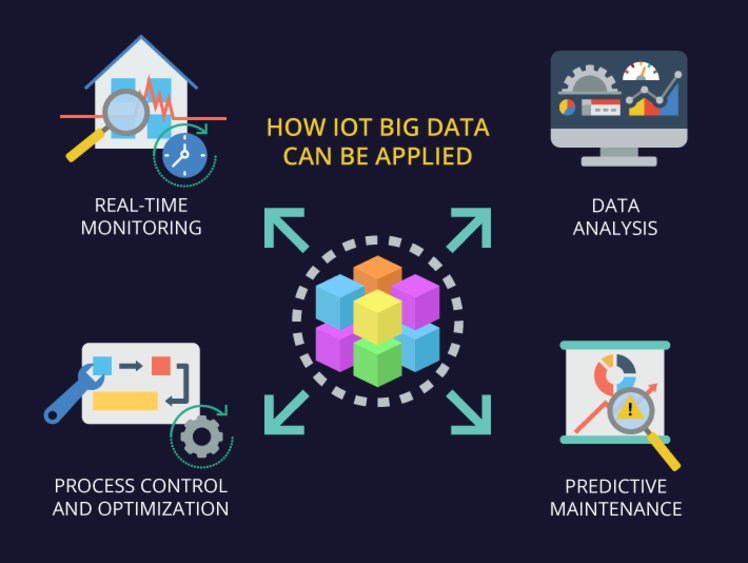 HOW IOT BIG DATA
CAN BE APPLIED
REAL-TIME
MONITORING
DATA
ANALYSIS
PROCESS CONTROL
AND OPTIMIZATION
PREDICTIVE
MAINTENANCE